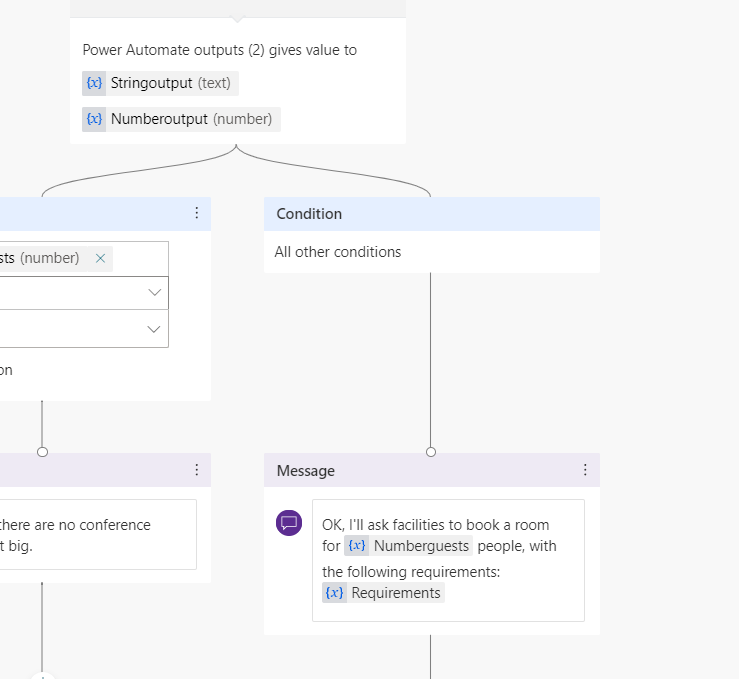 Power Automate outputs (2) gives value to
{x} Stringoutput (text)
{x} Numberoutput (number)
Condition
sts (number)
All other conditions
on
Message
there are no conference
t big.
OK, I'll ask facilities to book a room
for {x} Numberguests people, with
the following requirements:
{x} Requirements